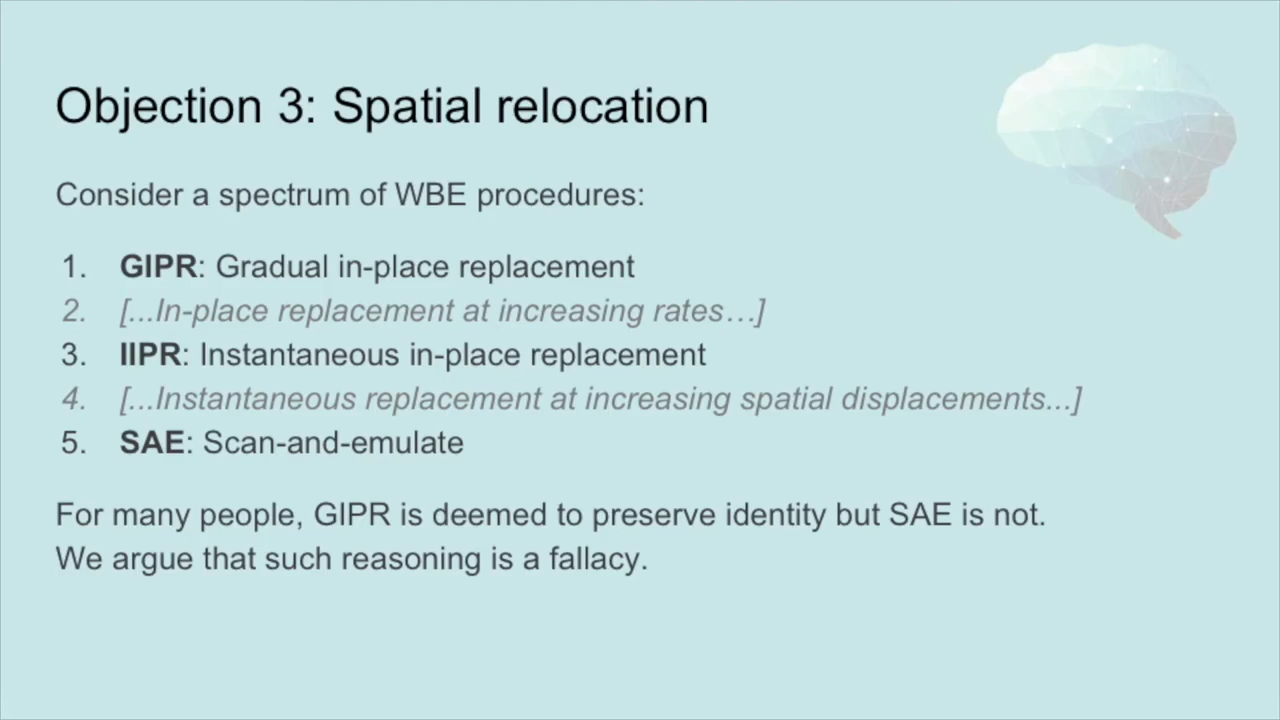 Objection 3: Spatial relocation
Consider a spectrum of WBE procedures:
1. GIPR: Gradual in-place replacement
2. [...In-place replacement at increasing rates…]
3. IIPR: Instantaneous in-place replacement
4. [...Instantaneous replacement at increasing spatial displacements...]
5. SAE: Scan-and-emulate
For many people, GIPR is deemed to preserve identity but SAE is not.
We argue that such reasoning is a fallacy.